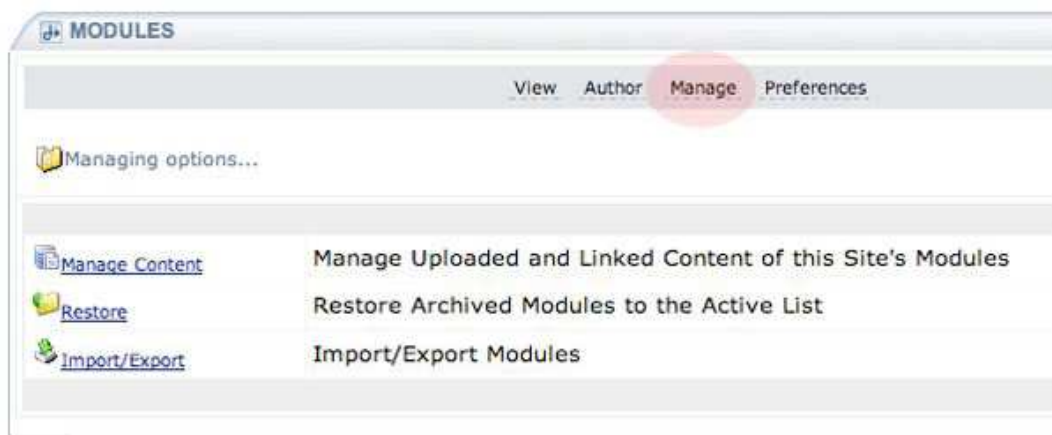 MODULES
View Author Manage Preferences
Managing options...
Manage Content Manage Uploaded and Linked Content of this Site's Modules
Restore Restore Archived Modules to the Active List
Import/Export Import/Export Modules